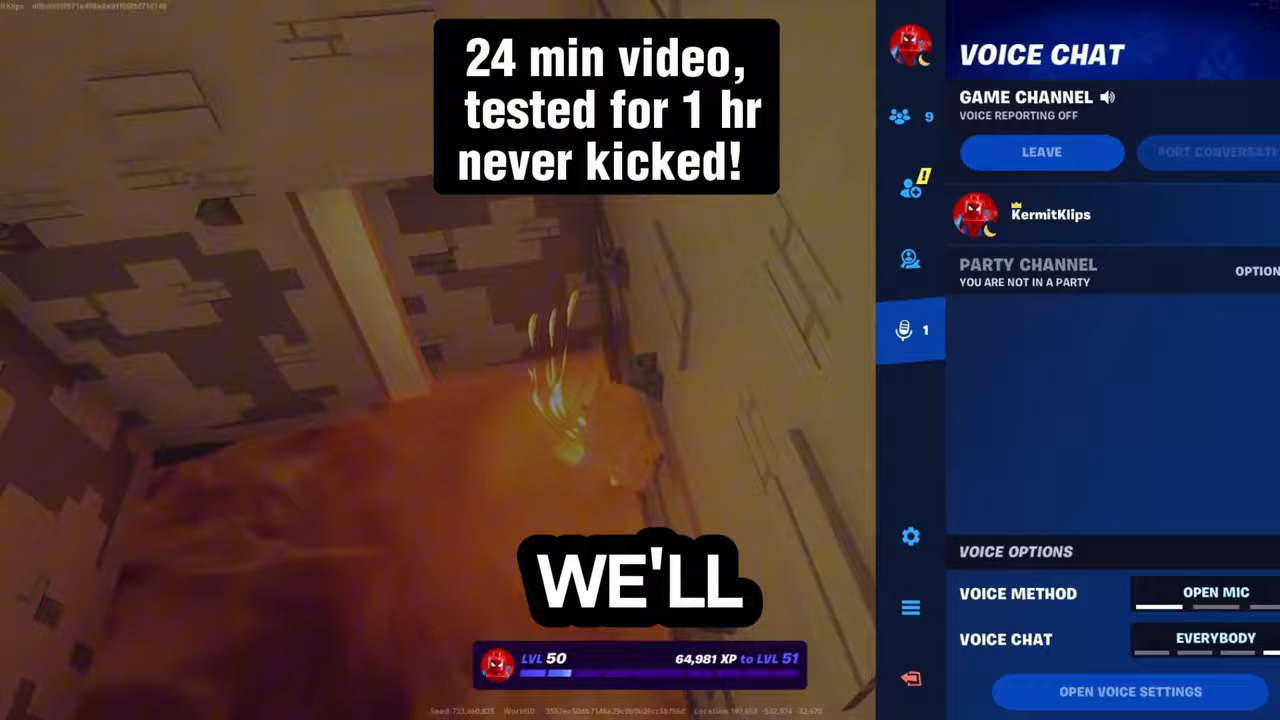 24 min video,
tested for 1 hr
never kicked!
WE'LL
LVL 50
64,981 XP to LVL 51
VOICE CHAT
GAME CHANNEL
VOICE REPORTING OFF
LEAVE
PORT CONVERSATI
9
KermitKlips
PARTY CHANNEL
OPTION
YOU ARE NOT IN A PARTY
1
VOICE OPTIONS
VOICE METHOD
OPEN MIC
VOICE CHAT
EVERYBODY
OPEN VOICE SETTINGS